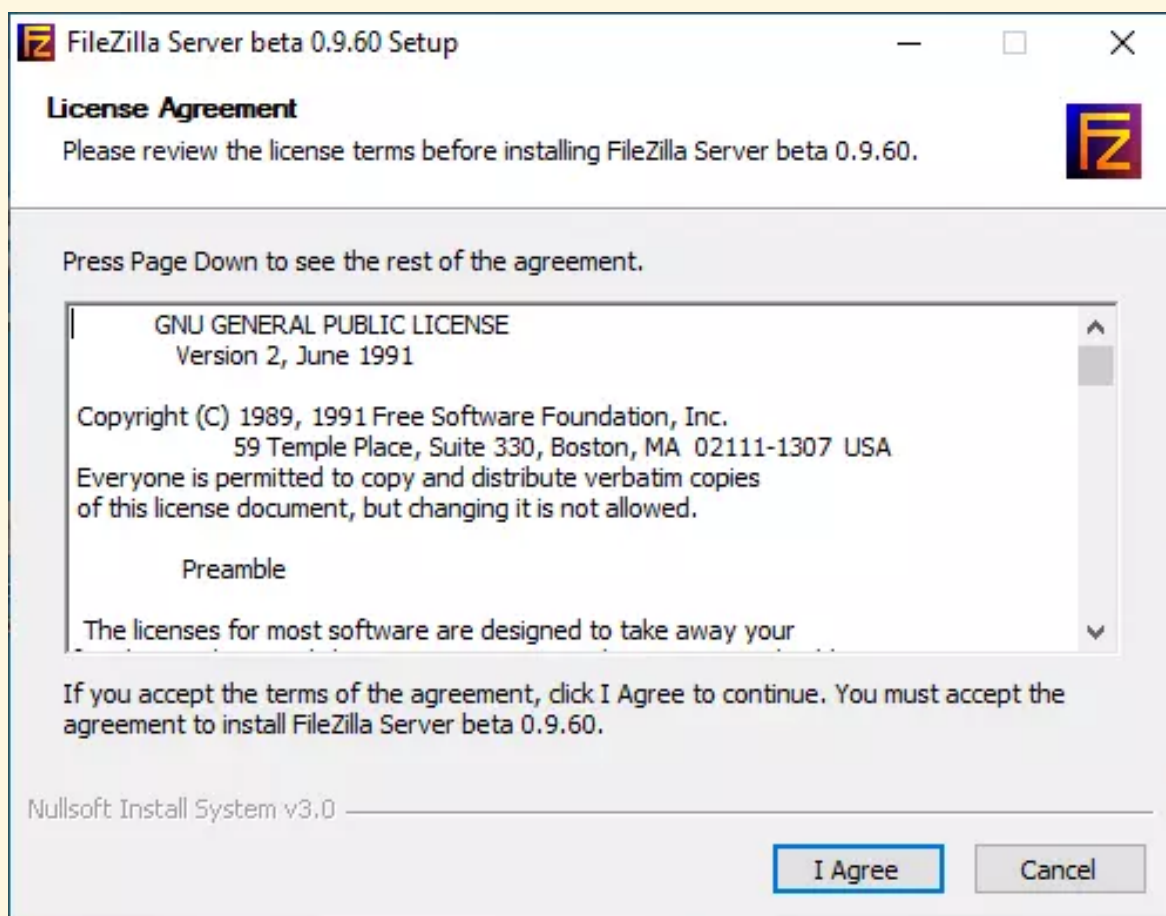 FileZilla Server beta 0.9.60 Setup
License Agreement
Please review the license terms before installing FileZilla Server beta 0.9.60.
Press Page Down to see the rest of the agreement.
GNU GENERAL PUBLIC LICENSE
Version 2, June 1991
Copyright (C) 1989, 1991 Free Software Foundation, Inc.
59 Temple Place, Suite 330, Boston, MA 02111-1307 USA
Everyone is permitted to copy and distribute verbatim copies
of this license document, but changing it is not allowed.
Preamble
The licenses for most software are designed to take away your
If you accept the terms of the agreement, click I Agree to continue. You must accept the
agreement to install FileZilla Server beta 0.9.60.
Nullsoft Install System v3.0
I Agree
Cancel